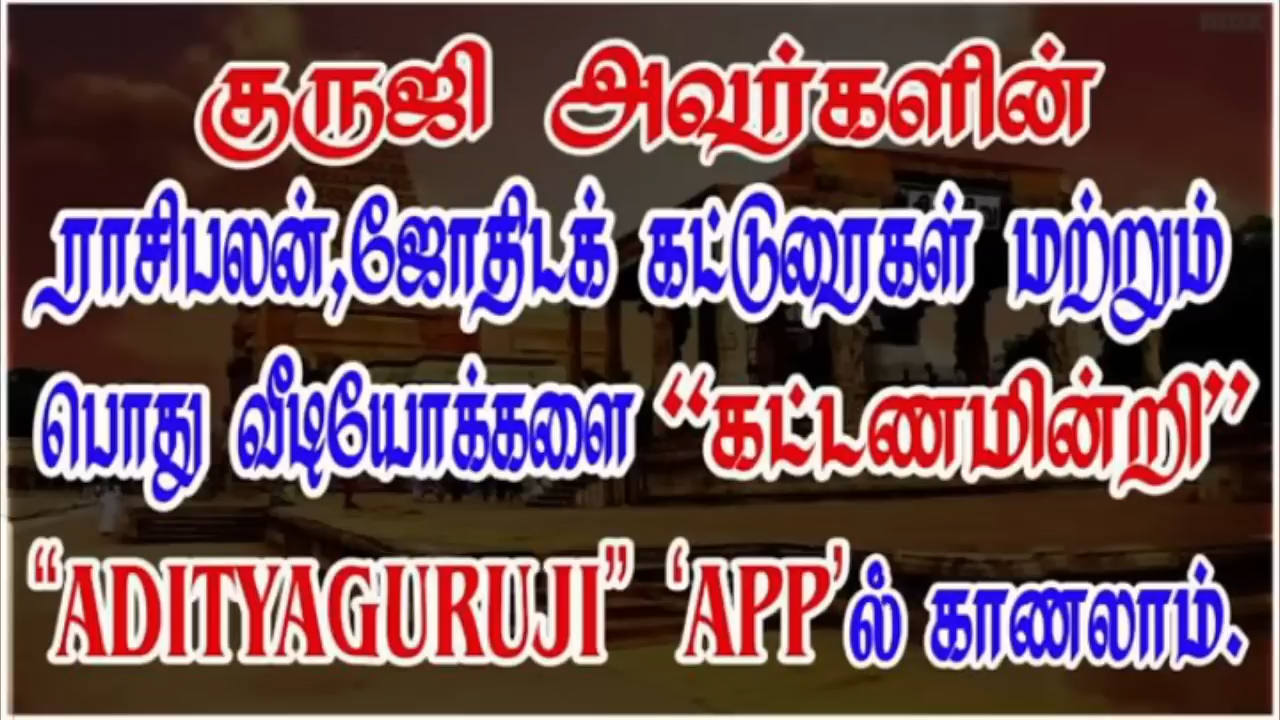 குருஜி அவர்களின்
ராசிபலன்,ஜோதிடக் கட்டுரைகள் மற்றும்
பொது வீடியோக்களை “கட்டணமின்றி”
“ADITYAGURUJI” ‘APP’ல் காணலாம்.